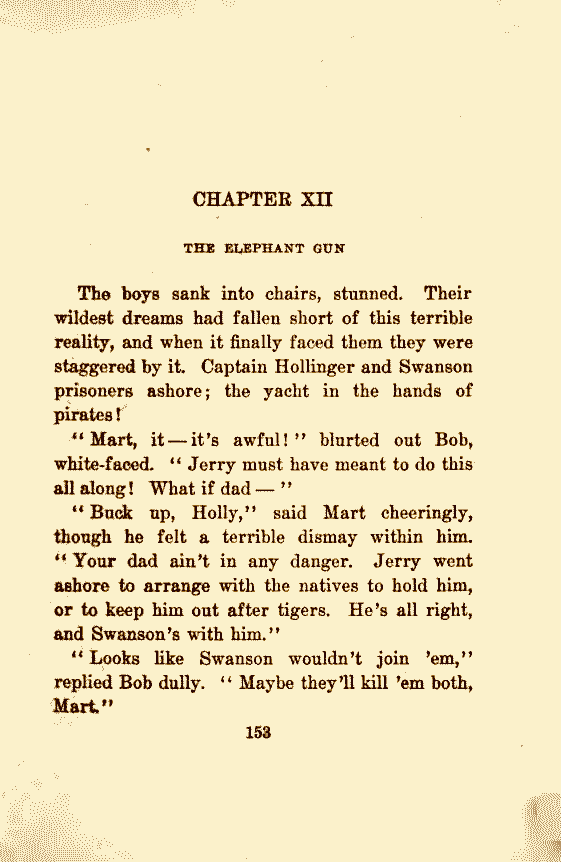 CHAPTER XII
THE ELEPHANT GUN
The boys sank into chairs, stunned. Their
wildest dreams had fallen short of this terrible
reality, and when it finally faced them they were
staggered by it. Captain Hollinger and Swanson
prisoners ashore; the yacht in the hands of
pirates!
“Mart, it—it’s awful!” blurted out Bob,
white-faced. “Jerry must have meant to do this
all along! What if dad—”
“Buck up, Holly,” said Mart cheeringly,
though he felt a terrible dismay within him.
“Your dad ain’t in any danger. Jerry went
ashore to arrange with the natives to hold him,
or to keep him out after tigers. He’s all right,
and Swanson’s with him.”
“Looks like Swanson wouldn’t join ’em,”
replied Bob dully. “Maybe they’ll kill ’em both,
Mart.”
153